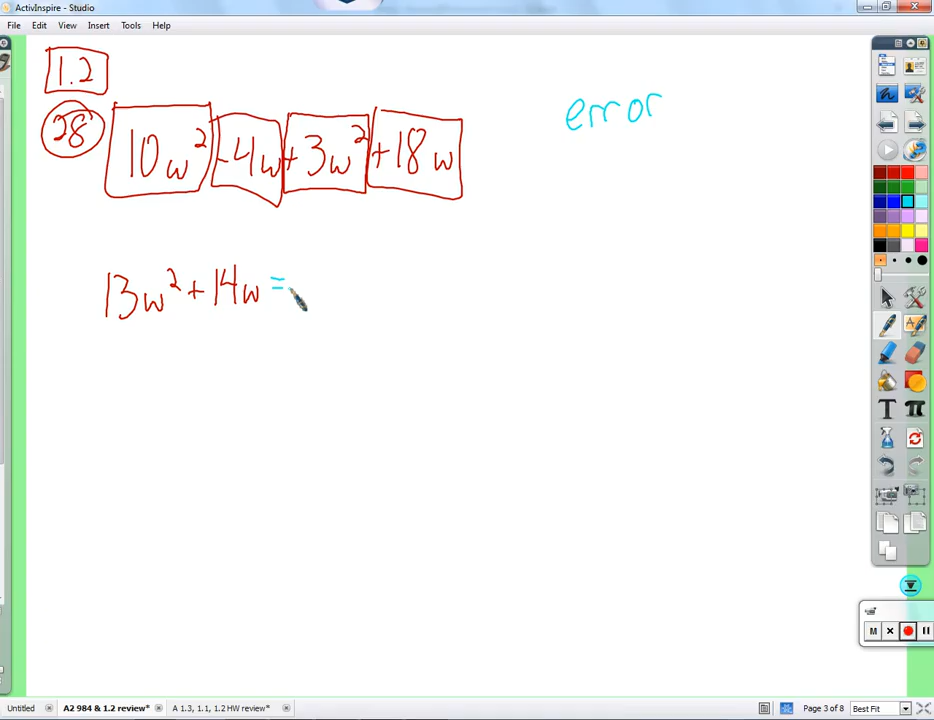 ActivInspire - Studio
File Edit View Insert Tools Help
1.2
error
28 10w² - 4w + 3w² + 18w
13w² + 14w =
T π
M
Untitled A2 984 & 1.2 review* A 1.3, 1.1, 1.2 HW review* Page 3 of 8 Best Fit